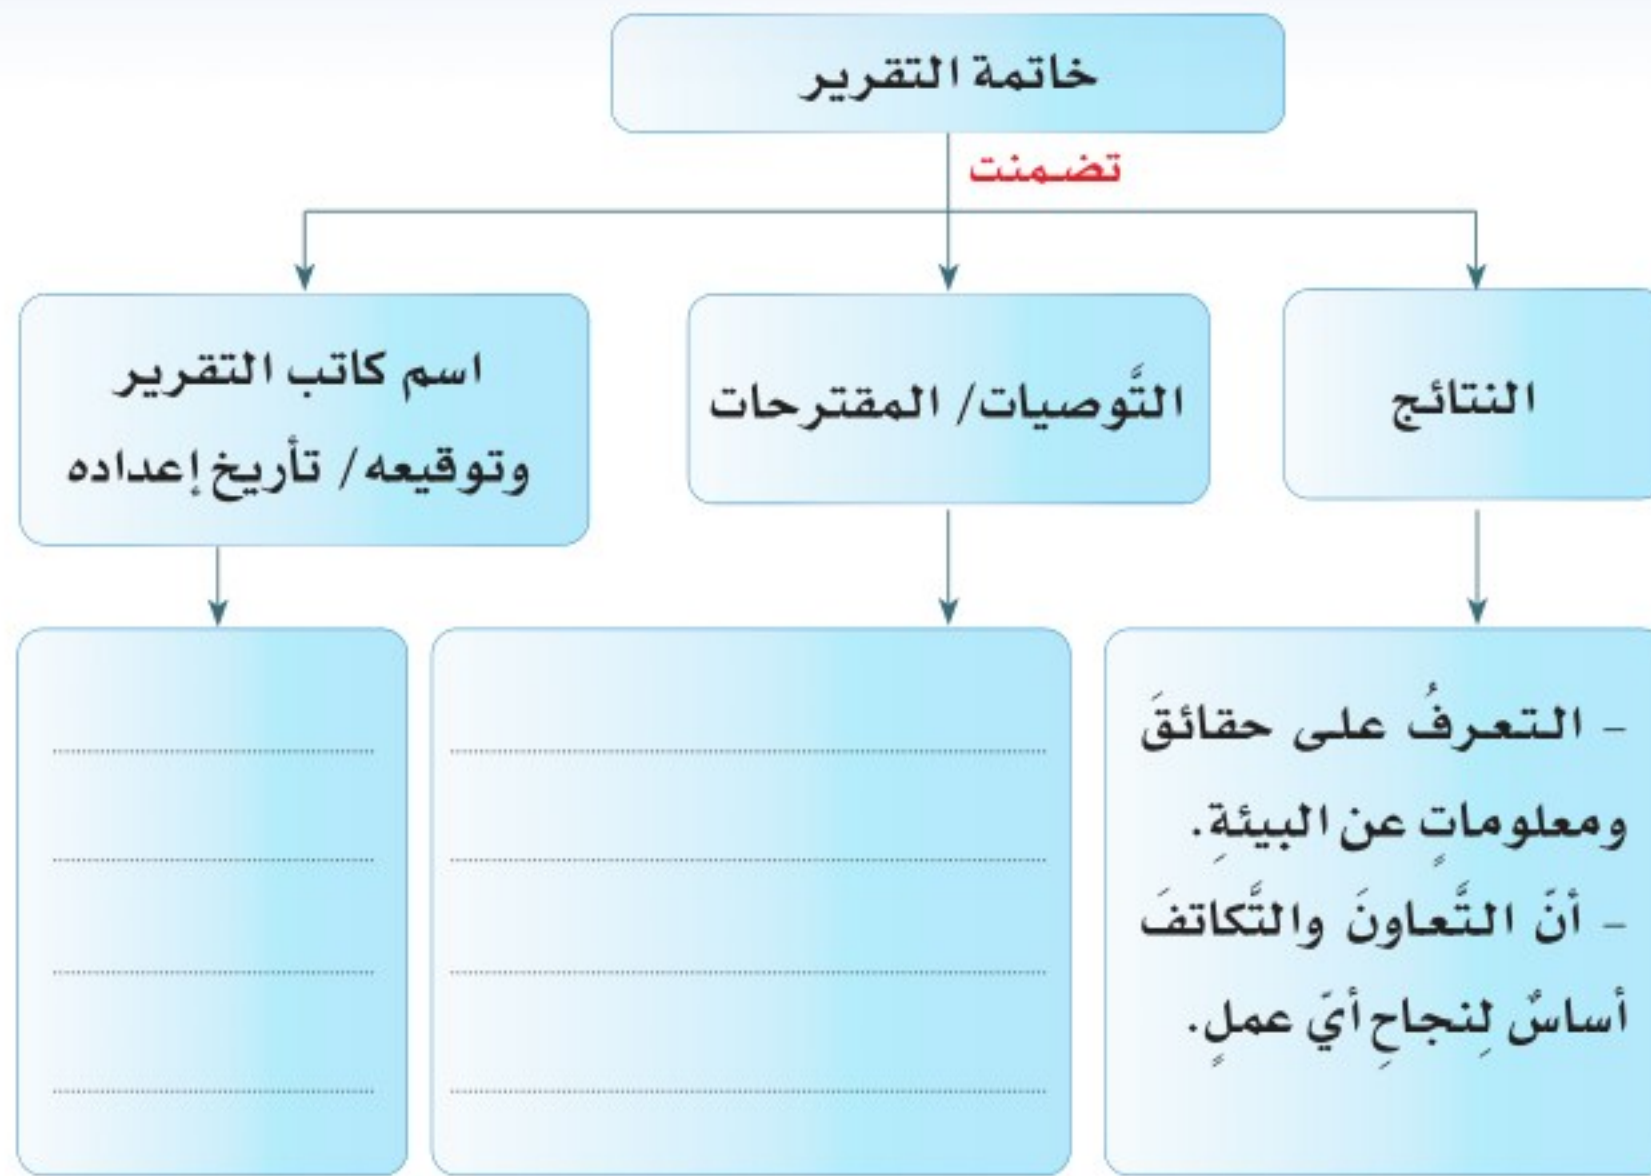 خاتمة التقرير
تضمنت
النتائج
التَّوصيات/ المقترحات
اسم كاتب التقرير
وتوقيعه/ تأريخ إعداده
- التعرفُ على حقائقَ
ومعلوماتٍ عن البيئةِ.
- أنّ التَّعاونَ والتَّكاتفَ
أساسٌ لِنجاحِ أيّ عملٍ.